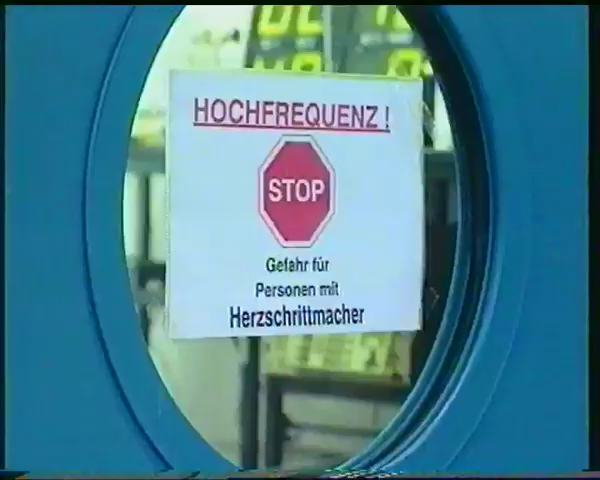 HOCHFREQUENZ!
STOP
Gefahr für
Personen mit
Herzschrittmacher